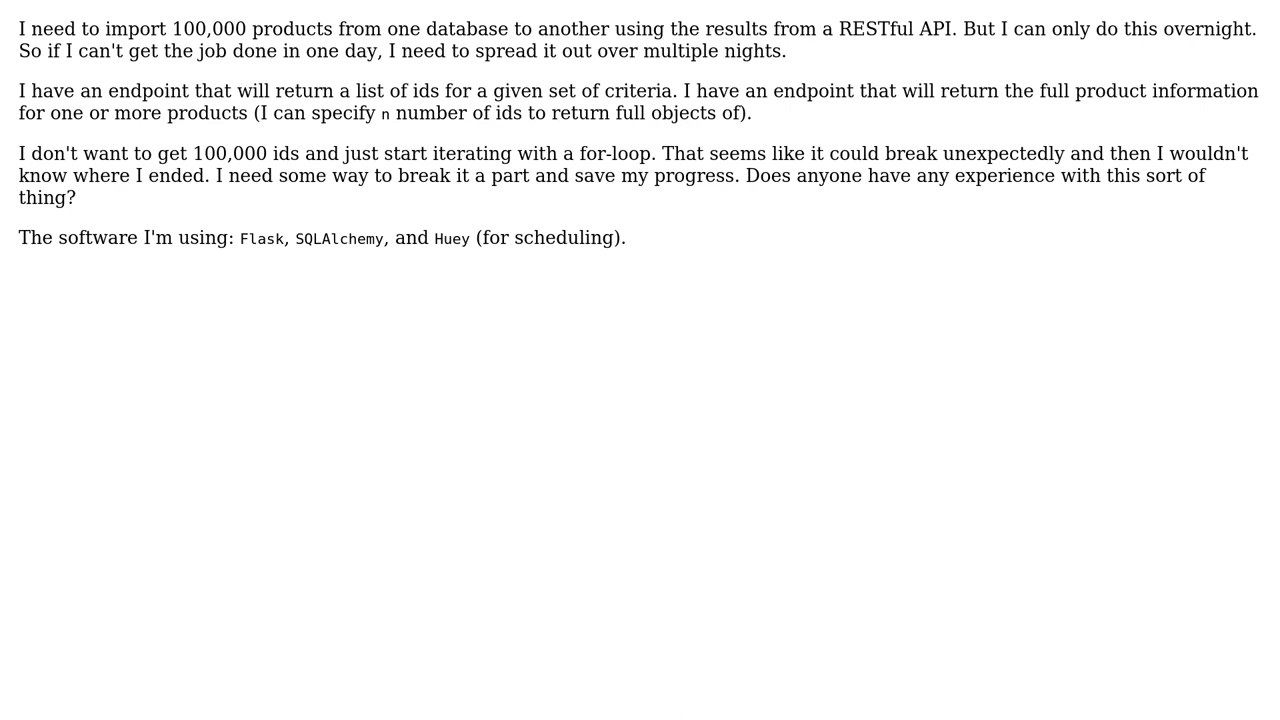 I need to import 100,000 products from one database to another using the results from a RESTful API. But I can only do this overnight.
So if I can't get the job done in one day, I need to spread it out over multiple nights.
I have an endpoint that will return a list of ids for a given set of criteria. I have an endpoint that will return the full product information
for one or more products (I can specify n number of ids to return full objects of).
I don't want to get 100,000 ids and just start iterating with a for-loop. That seems like it could break unexpectedly and then I wouldn't
know where I ended. I need some way to break it a part and save my progress. Does anyone have any experience with this sort of
thing?
The software I'm using: Flask, SQLAlchemy, and Huey (for scheduling).